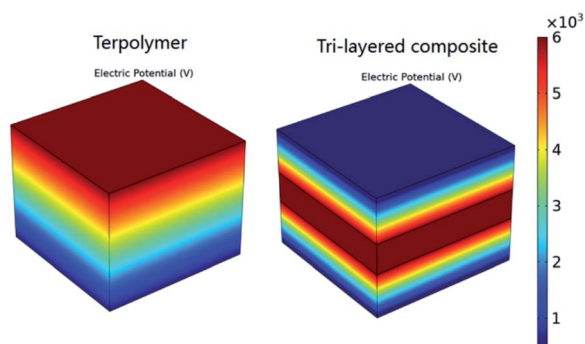 Terpolymer
Electric Potential (V)
Tri-layered composite
Electric Potential (V)
×10³
6
5
4
3
2
1